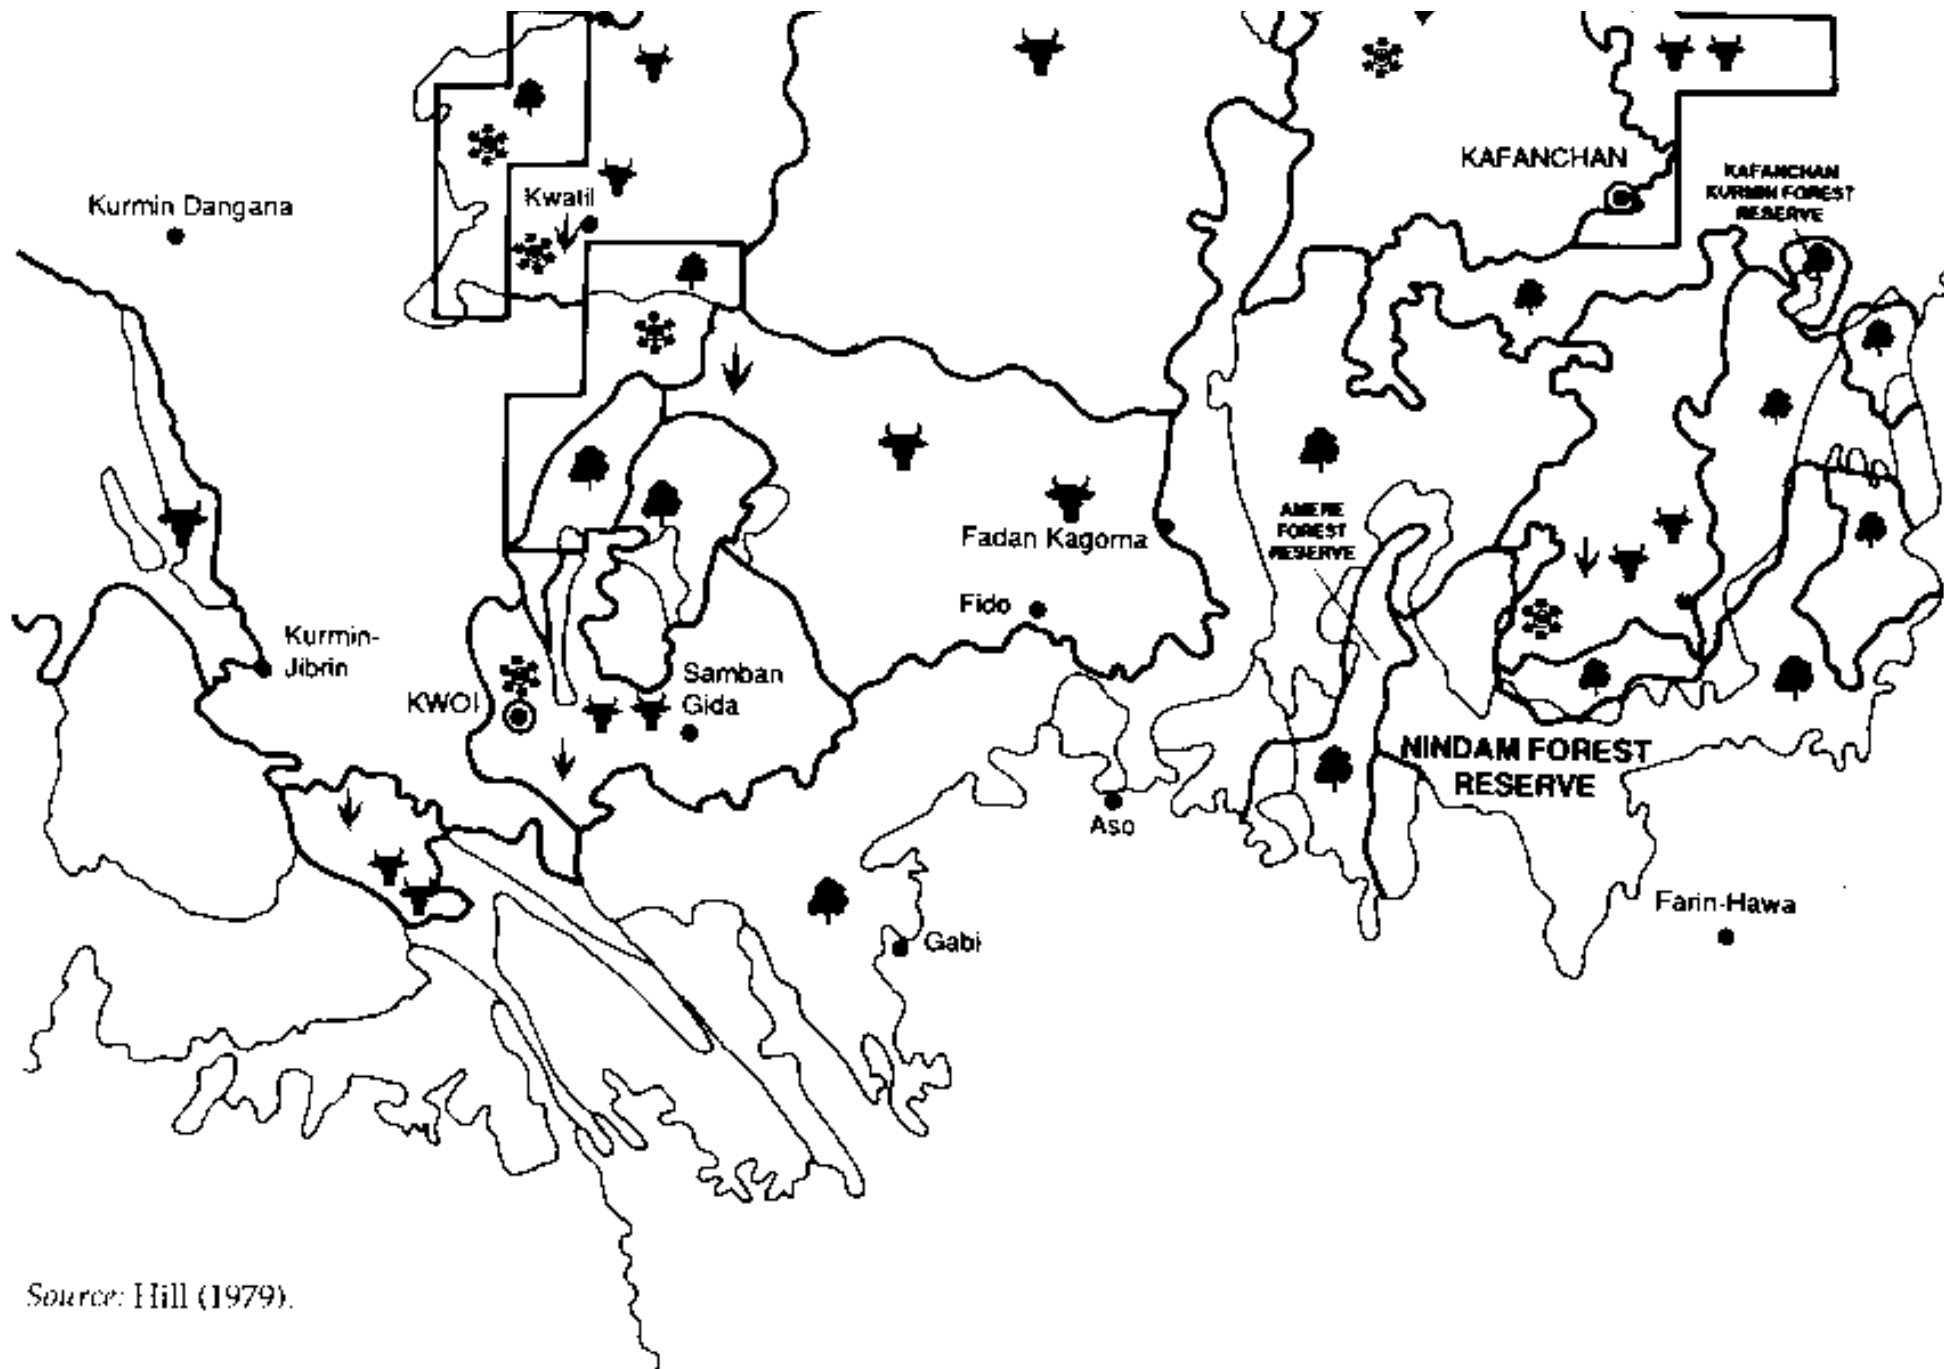 KAFANCHAN
KAFANCHAN
KURMIN FOREST
RESERVE
Kurmin Dangana
Kwatil
AMERE
FOREST
RESERVE
Fadan Kagoma
Fido
Kurmin-
Jibrin
Samban
Gida
KWOI
NINDAM FOREST
RESERVE
Aso
Farin-Hawa
Gabi
Source: Hill (1979).